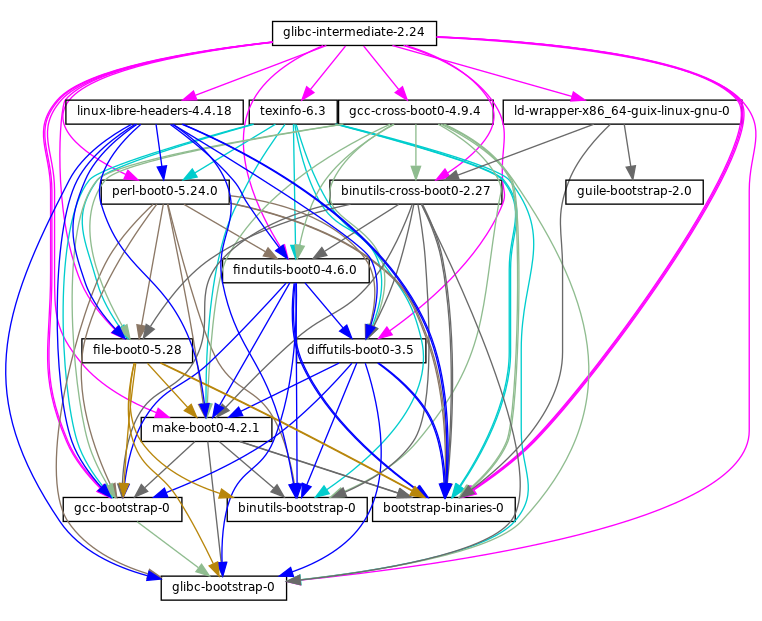 glibc-intermediate-2.24
linux-libre-headers-4.4.18
texinfo-6.3
gcc-cross-boot0-4.9.4
ld-wrapper-x86_64-guix-linux-gnu-0
perl-boot0-5.24.0
binutils-cross-boot0-2.27
guile-bootstrap-2.0
findutils-boot0-4.6.0
file-boot0-5.28
diffutils-boot0-3.5
make-boot0-4.2.1
gcc-bootstrap-0
binutils-bootstrap-0
bootstrap-binaries-0
glibc-bootstrap-0